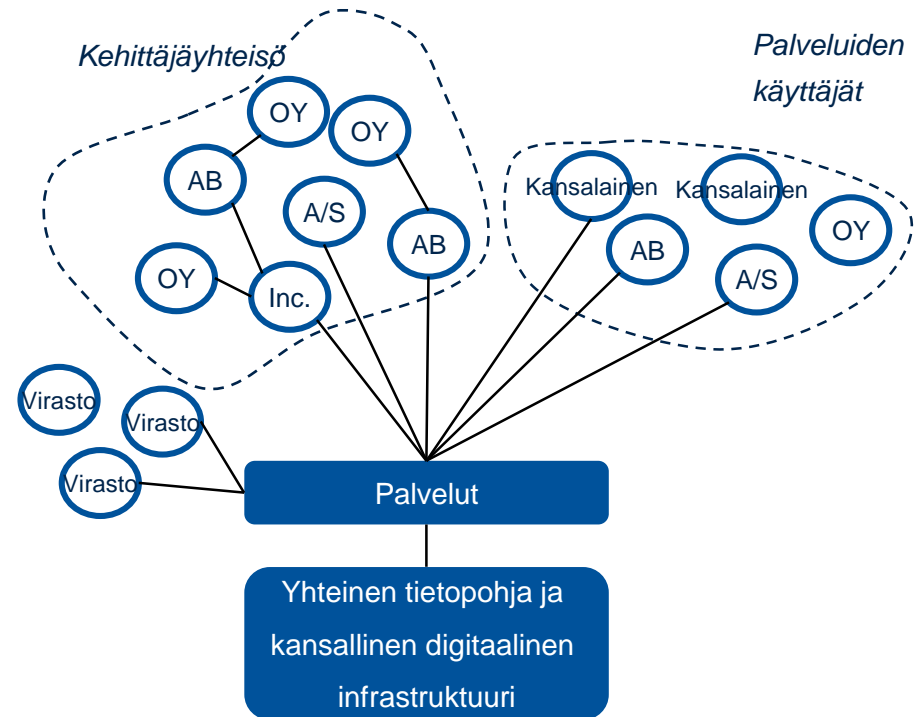 Kehittäjäyhteisö
Palveluiden
käyttäjät
OY
OY
AB
A/S
AB
OY
Inc.
Kansalainen
Kansalainen
OY
AB
A/S
Virasto
Virasto
Virasto
Palvelut
Yhteinen tietopohja ja
kansallinen digitaalinen
infrastruktuuri